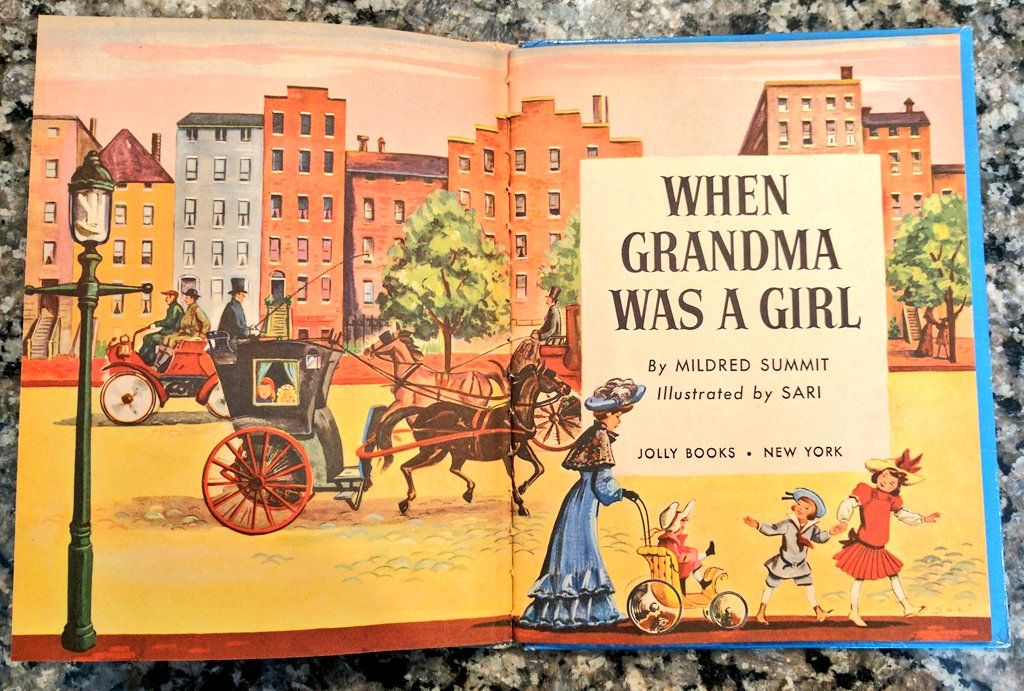 WHEN
GRANDMA
WAS A GIRL
By MILDRED SUMMIT
Illustrated by SARI
JOLLY BOOKS • NEW YORK